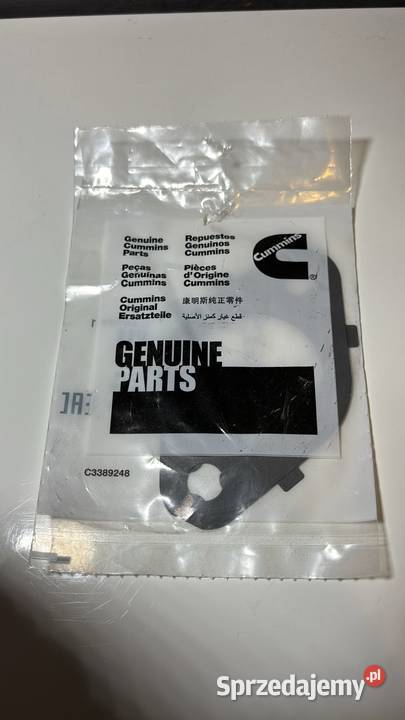 Genuine
Cummins
Parts
Repuestos
Genuinos
Cummins
Cummins
®
Peças
Genuinas
Cummins
Pièces
d'Origine
Cummins
Cummins
Original
Ersatzteile
康明斯纯正零件
قطع غيار كمنز الأصلية
GENUINE
PARTS
C3389248
Sprzedajemy.pl